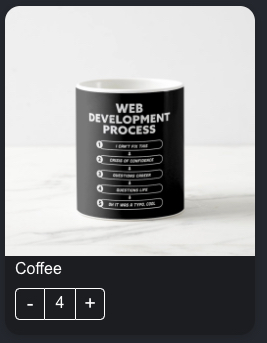 WEB
DEVELOPMENT
PROCESS
1 I CAN'T FIX THIS
2 CRISIS OF CONFIDENCE
3 QUESTIONS CAREER
4 QUESTIONS LIFE
5 OH IT WAS A TYPO, COOL
Coffee
- 4 +